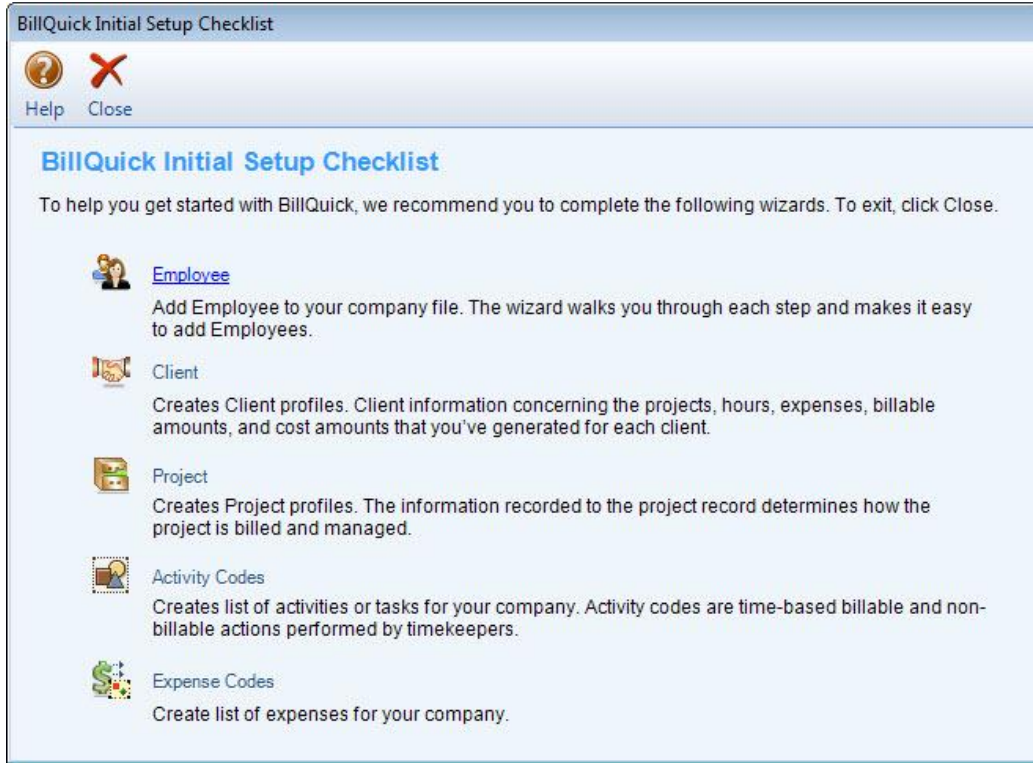 BillQuick Initial Setup Checklist
Help Close
BillQuick Initial Setup Checklist
To help you get started with BillQuick, we recommend you to complete the following wizards. To exit, click Close.
Employee
Add Employee to your company file. The wizard walks you through each step and makes it easy
to add Employees.
Client
Creates Client profiles. Client information concerning the projects, hours, expenses, billable
amounts, and cost amounts that you've generated for each client.
Project
Creates Project profiles. The information recorded to the project record determines how the
project is billed and managed.
Activity Codes
Creates list of activities or tasks for your company. Activity codes are time-based billable and non-
billable actions performed by timekeepers.
Expense Codes
Create list of expenses for your company.